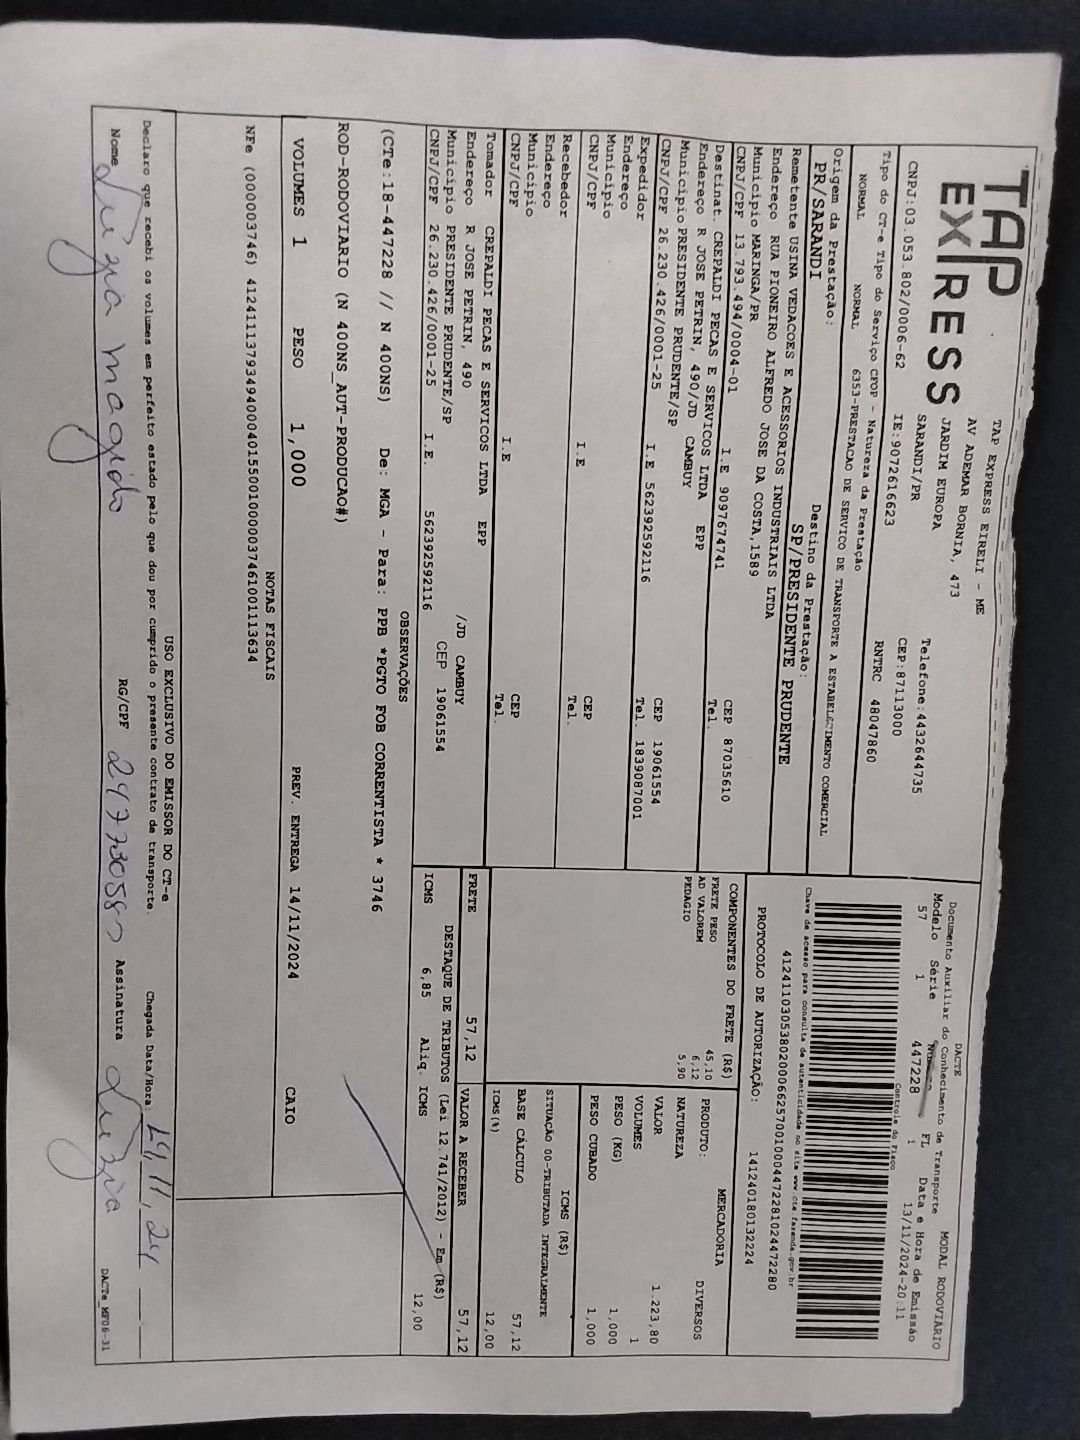 TAP
EXPRESS
TAP EXPRESS EIRELI - ME
AV ADEMAR BORNIA, 473
JARDIM EUROPA
SARANDI/PR
Telefone:4432644735
CEP:87113000
CNPJ:03.053.802/0006-62
IE:9072616623
RNTRC 48047860
DACTE
Documento Auxiliar do Conhecimento de Transporte
MODAL RODOVIÁRIO
Modelo Série FL Data e Hora de Emissão
57 1 447228 1 13/11/2024-20:11
Controle do Fisco
Tipo do CT-e Tipo do Serviço CFOP - Natureza da Prestação
NORMAL NORMAL 6353-PRESTACAO DE SERVICO DE TRANSPORTE A ESTABELECIMENTO COMERCIAL
Origem da Prestação: Destino da Prestação:
PR/SARANDI SP/PRESIDENTE PRUDENTE
Chave de acesso para consulta de autenticidade no site www.cte.fazenda.gov.br
41241103053802000662570010004472281024472280
PROTOCOLO DE AUTORIZAÇÃO: 141240180132224
Remetente USINA VEDACOES E ACESSORIOS INDUSTRIAIS LTDA
Endereço RUA PIONEIRO ALFREDO JOSE DA COSTA,1589
Município MARINGA/PR CEP 87035610
CNPJ/CPF 13.793.494/0004-01 I.E 9097674741 Tel.
Destinat. CREPALDI PECAS E SERVICOS LTDA EPP
Endereço R JOSE PETRIN, 490/JD CAMBUY
Município PRESIDENTE PRUDENTE/SP CEP 19061554
CNPJ/CPF 26.230.426/0001-25 I.E 562392592116 Tel. 1839087001
Expedidor
Endereço
Município CEP
CNPJ/CPF I.E Tel.
Recebedor
Endereço
Município CEP
CNPJ/CPF I.E Tel.
Tomador CREPALDI PECAS E SERVICOS LTDA EPP
Endereço R JOSE PETRIN, 490 /JD CAMBUY
Município PRESIDENTE PRUDENTE/SP CEP 19061554
CNPJ/CPF 26.230.426/0001-25 I.E. 562392592116
COMPONENTES DO FRETE (R$)
FRETE PESO 45,10
AD VALOREM 6,12
PEDAGIO 5,90
PRODUTO: MERCADORIA
NATUREZA DIVERSOS
VALOR 1.223,80
VOLUMES 1
PESO (KG) 1,000
PESO CUBADO 1,000
ICMS (R$)
SITUAÇÃO 00-TRIBUTADA INTEGRALMENTE
BASE CÁLCULO 57,12
ICMS(%) 12,00
FRETE 57,12 VALOR A RECEBER 57,12
DESTAQUE DE TRIBUTOS (Lei 12.741/2012) - Em (R$)
ICMS 6,85 Aliq. ICMS 12,00
OBSERVAÇÕES
(CTe:18-447228 // N 400NS) De: MGA - Para: PPB *PGTO FOB CORRENTISTA * 3746
ROD-RODOVIARIO (N 400NS_AUT-PRODUCAO#)
VOLUMES 1 PESO 1,000 PREV. ENTREGA 14/11/2024 CAIO
NOTAS FISCAIS
NFe (000003746) 41241113793494000401550010000037461001113634
USO EXCLUSIVO DO EMISSOR DO CT-e
Declaro que recebi os volumes em perfeito estado pelo que dou por cumprido o presente contrato de transporte. Chegada Data/Hora:
Nome Luzia RG/CPF Assinatura Luzia
DACTe_MF06-31